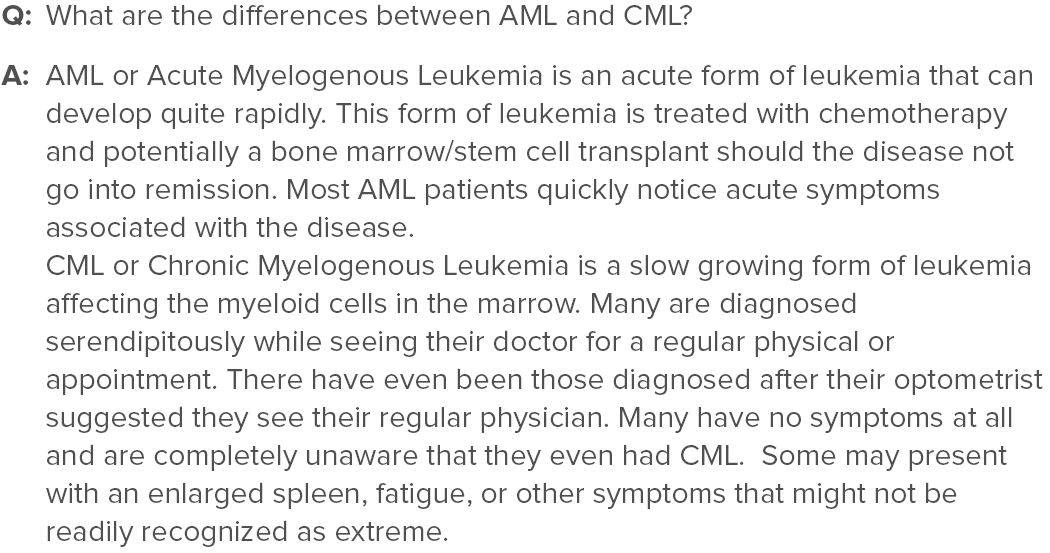 Q: What are the differences between AML and CML?
A: AML or Acute Myelogenous Leukemia is an acute form of leukemia that can
develop quite rapidly. This form of leukemia is treated with chemotherapy
and potentially a bone marrow/stem cell transplant should the disease not
go into remission. Most AML patients quickly notice acute symptoms
associated with the disease.
CML or Chronic Myelogenous Leukemia is a slow growing form of leukemia
affecting the myeloid cells in the marrow. Many are diagnosed
serendipitously while seeing their doctor for a regular physical or
appointment. There have even been those diagnosed after their optometrist
suggested they see their regular physician. Many have no symptoms at all
and are completely unaware that they even had CML.  Some may present
with an enlarged spleen, fatigue, or other symptoms that might not be
readily recognized as extreme.